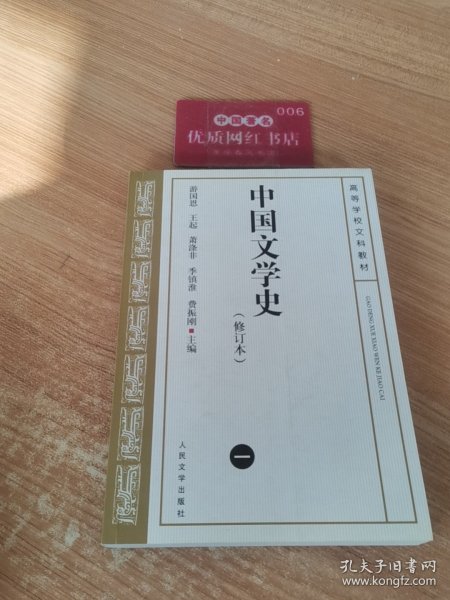 006
中国著名
优质网红书店
高等学校文科教材
GAO DENG XUE XIAO WEN KE JIAO CAI
中国文学史
(修订本)
一
游国恩 王起 萧涤非 季镇淮 费振刚 主编
人民文学出版社
孔夫子旧书网
www.kongfz.com